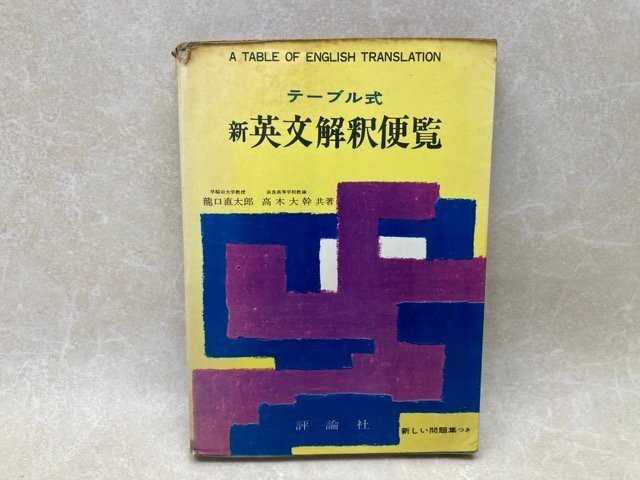 A TABLE OF ENGLISH TRANSLATION
テーブル式
新英文解釈便覧
早稲田大学教授 奈良高等学校教諭
龍口直太郎 高木大幹共著
評論社
新しい問題集つき